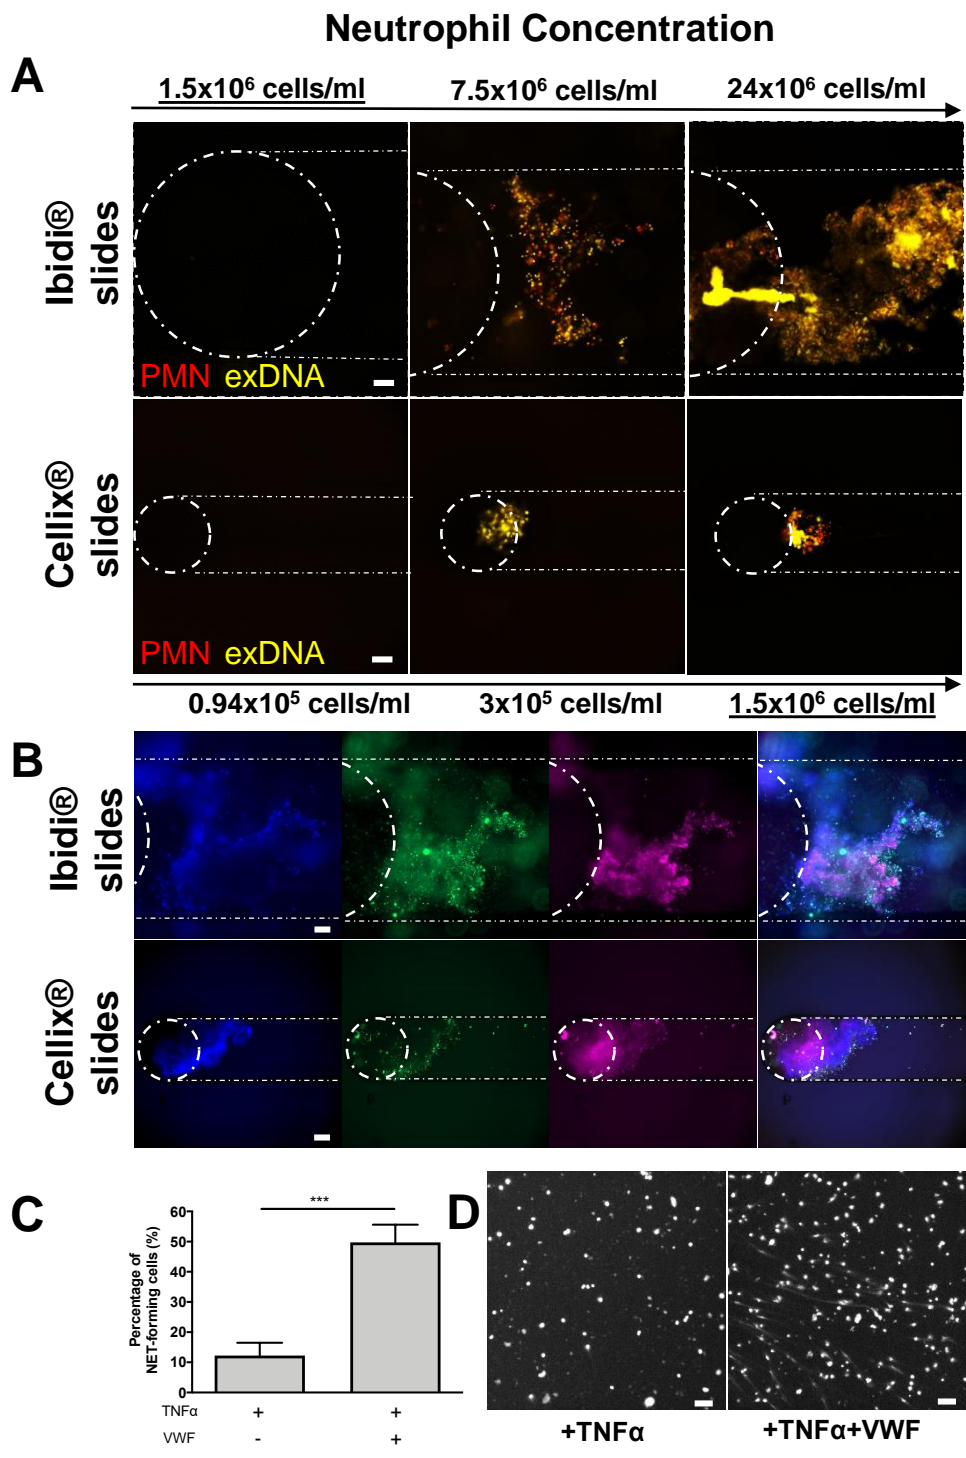 Neutrophil Concentration
A
1.5x10⁶ cells/ml
7.5x10⁶ cells/ml
24x10⁶ cells/ml
Ibidi®
slides
PMN exDNA
Cellix®
slides
PMN exDNA
0.94x10⁵ cells/ml
3x10⁵ cells/ml
1.5x10⁶ cells/ml
B
Ibidi®
slides
Cellix®
slides
C
***
Percentage of
NET-forming cells (%)
60
50
40
30
20
10
0
TNFα + +
VWF - +
D
+TNFα
+TNFα+VWF